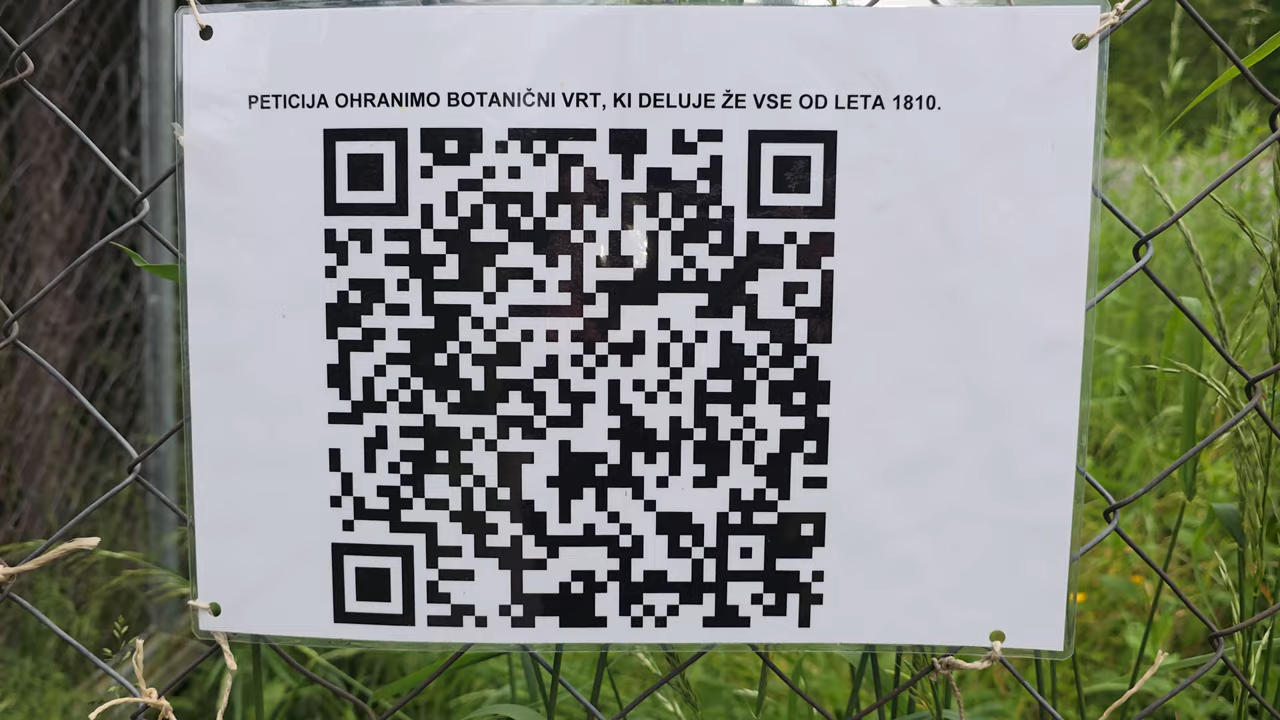 PETICIJA OHRANIMO BOTANIČNI VRT, KI DELUJE ŽE VSE OD LETA 1810.